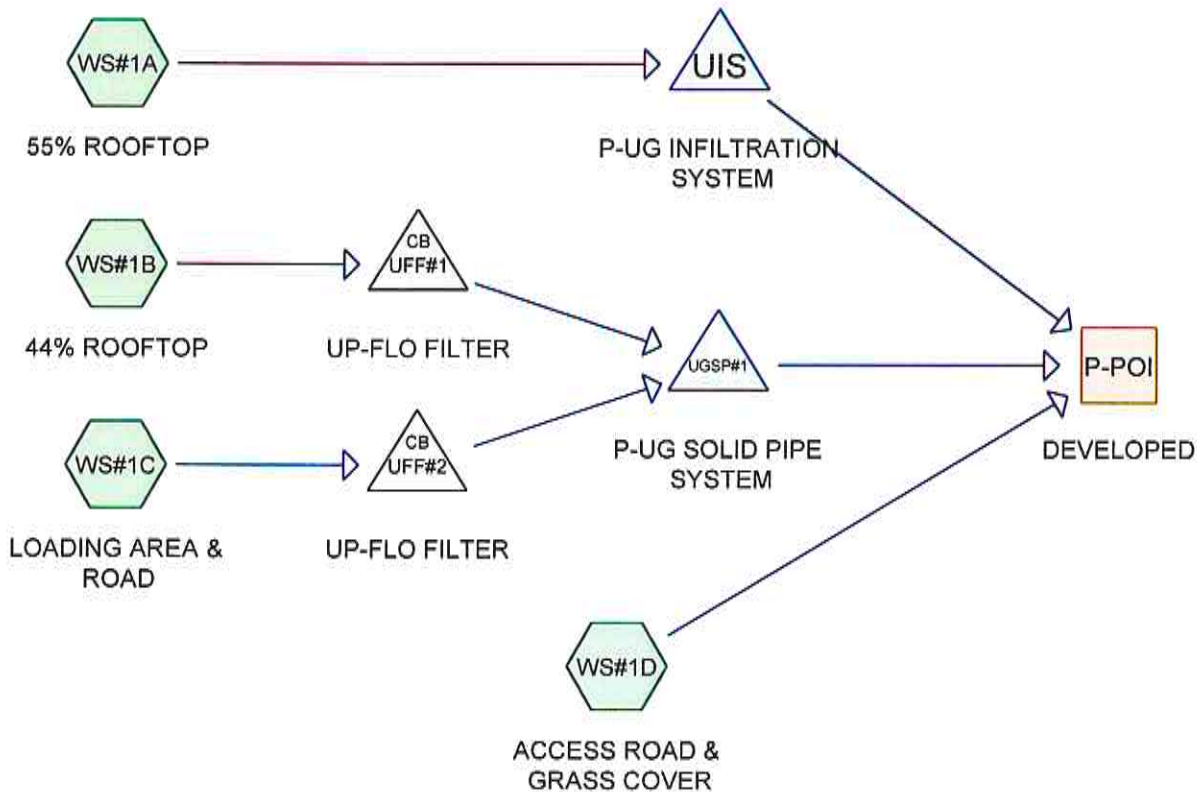 WS#1A
55% ROOFTOP
UIS
P-UG INFILTRATION
SYSTEM
WS#1B
44% ROOFTOP
CB
UFF#1
UP-FLO FILTER
UGSP#1
P-UG SOLID PIPE
SYSTEM
P-POI
DEVELOPED
WS#1C
LOADING AREA &
ROAD
CB
UFF#2
UP-FLO FILTER
WS#1D
ACCESS ROAD &
GRASS COVER